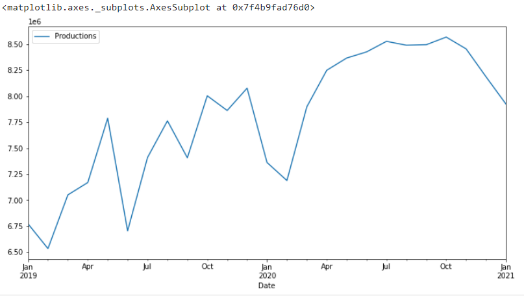 <matplotlib.axes._subplots.AxesSubplot at 0x7f4b9fad76d0>
1e6
Productions
8.50
8.25
8.00
7.75
7.50
7.25
7.00
6.75
6.50
Jan Apr Jul Oct Jan Apr Jul Oct Jan
2019 2020 2021
Date